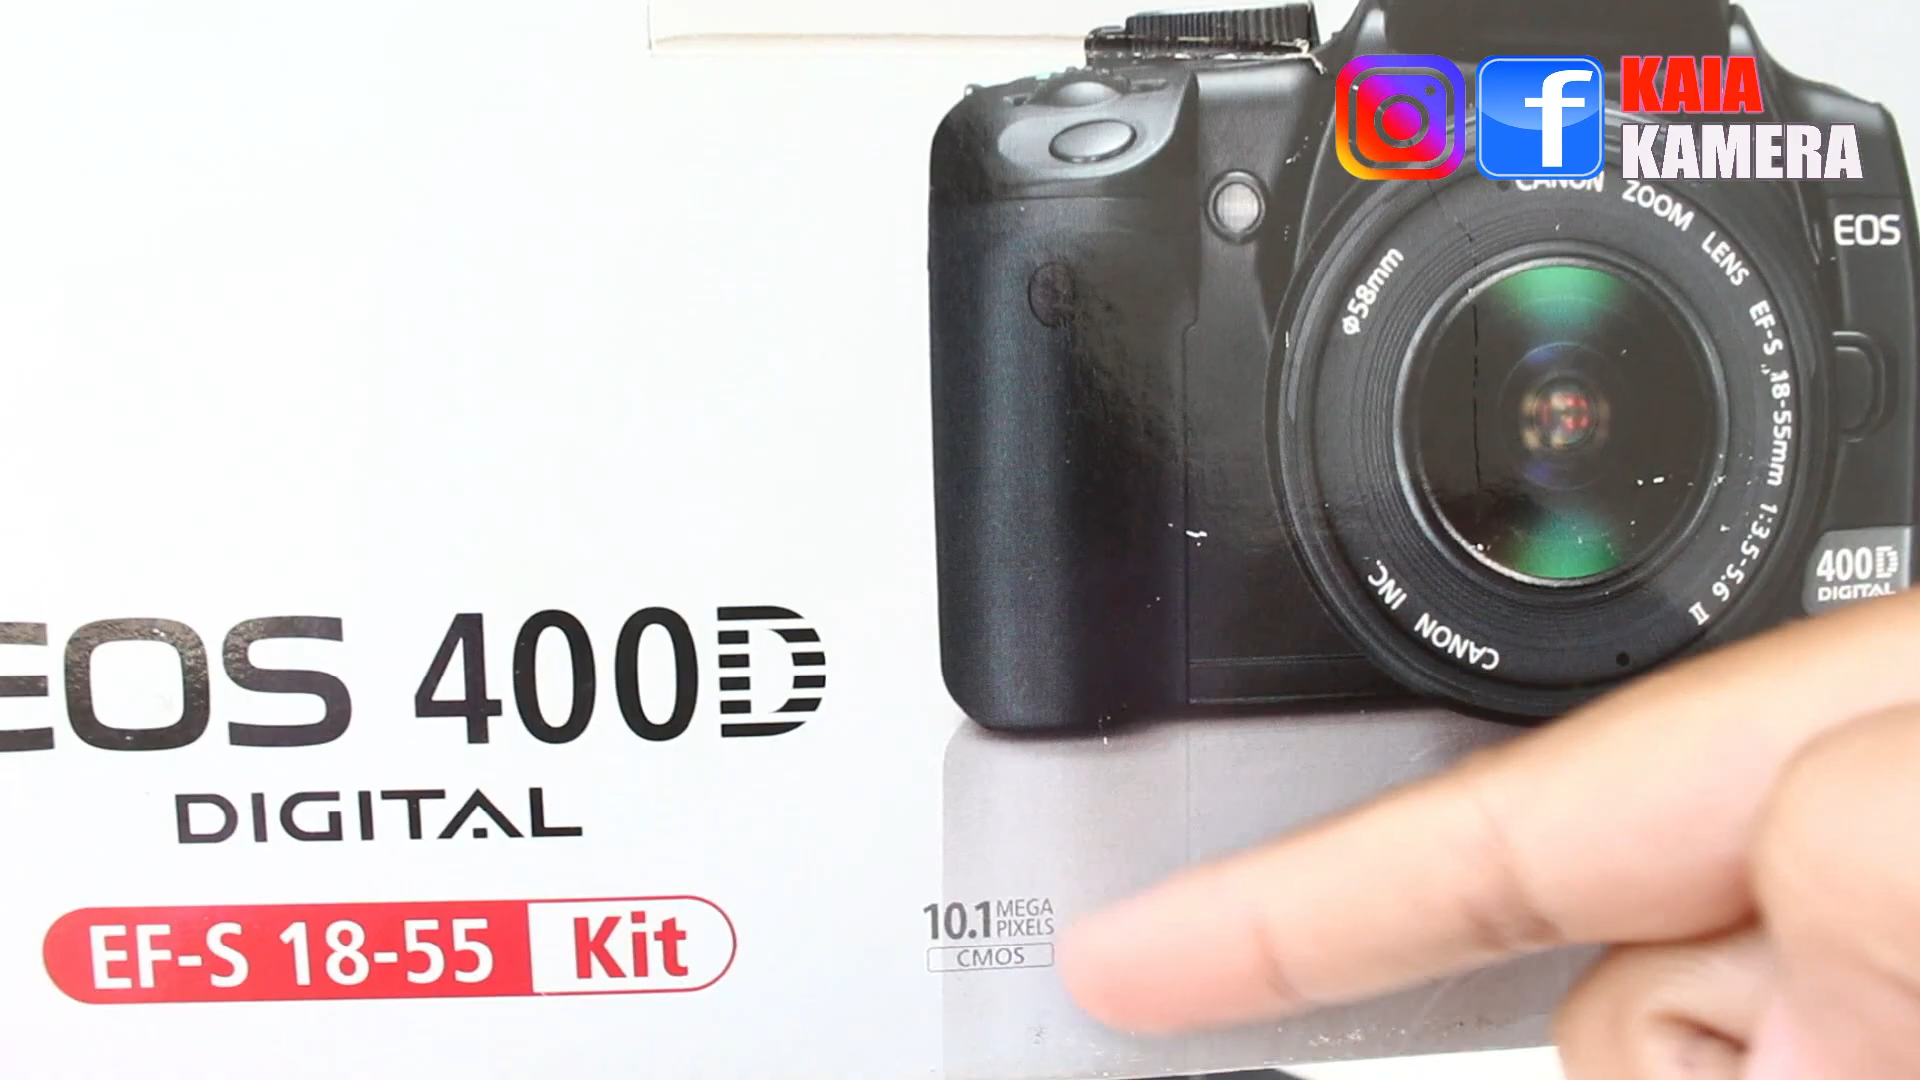 KAIA
KAMERA
CANON ZOOM LENS EF-S 18-55mm 1:3.5-5.6 II
Φ58mm
CANON INC.
EOS
400D
DIGITAL
EOS 400D
DIGITAL
EF-S 18-55 Kit
10.1 MEGA
PIXELS
CMOS